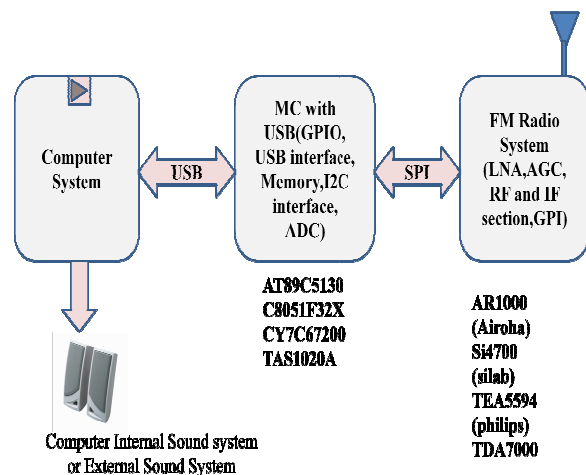 Computer
System
USB
MC with
USB(GPIO,
USB interface,
Memory,I2C
interface,
ADC)
SPI
FM Radio
System
(LNA,AGC,
RF and IF
section,GPI)
AT89C5130
C8051F32X
CY7C67200
TAS1020A
AR1000
(Airoha)
Si4700
(silab)
TEA5594
(philips)
TDA7000
Computer Internal Sound system
or External Sound System